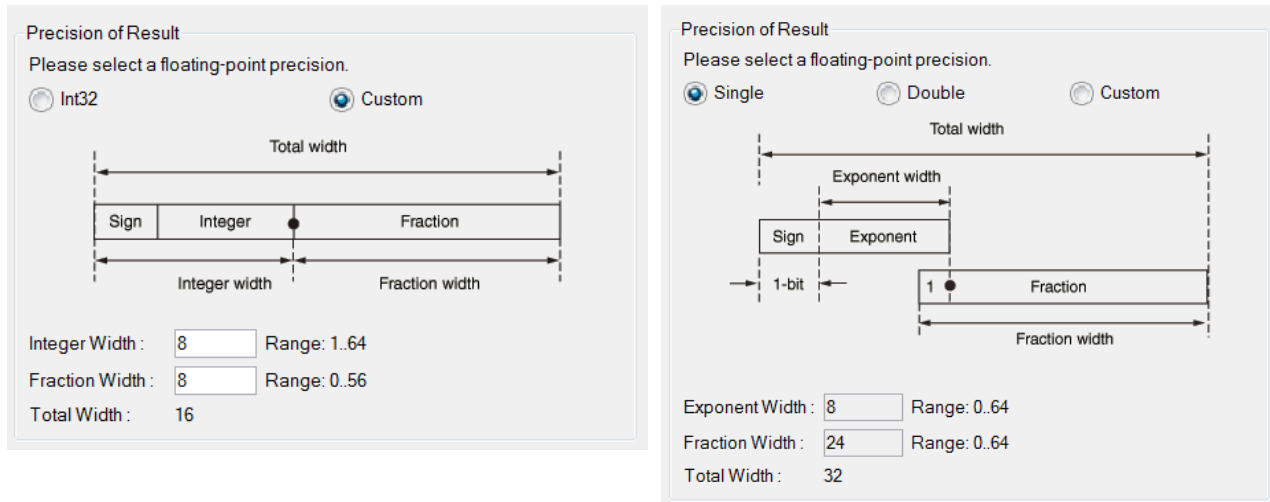 Precision of Result
Please select a floating-point precision.
Int32 Custom
Total width
Sign Integer Fraction
Integer width Fraction width
Integer Width : 8 Range: 1..64
Fraction Width : 8 Range: 0..56
Total Width : 16
Precision of Result
Please select a floating-point precision.
Single Double Custom
Total width
Exponent width
Sign Exponent
1-bit 1 Fraction
Fraction width
Exponent Width : 8 Range: 0..64
Fraction Width : 24 Range: 0..64
Total Width : 32